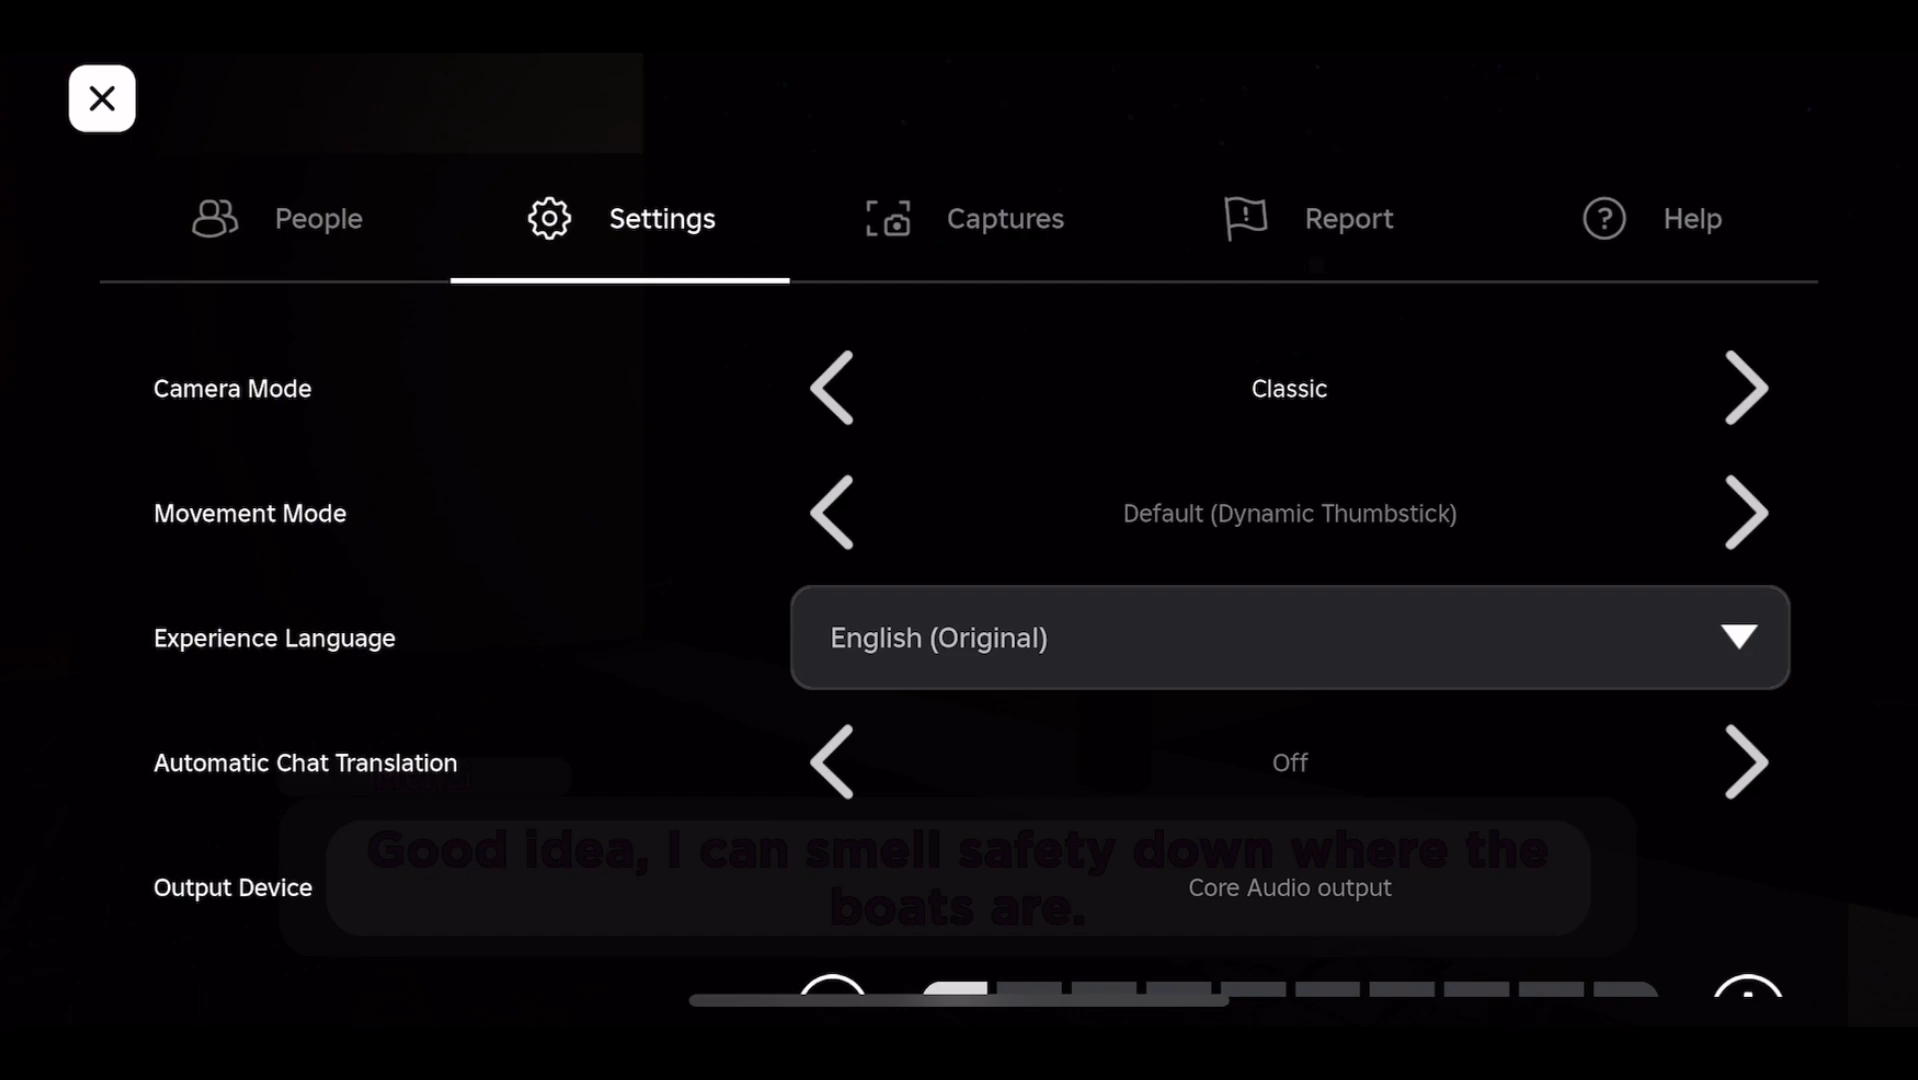 People Settings Captures Report Help
Camera Mode Classic
Movement Mode Default (Dynamic Thumbstick)
Experience Language English (Original)
Automatic Chat Translation Off
Good idea, I can smell safety down where the
Output Device Core Audio output
boats are.